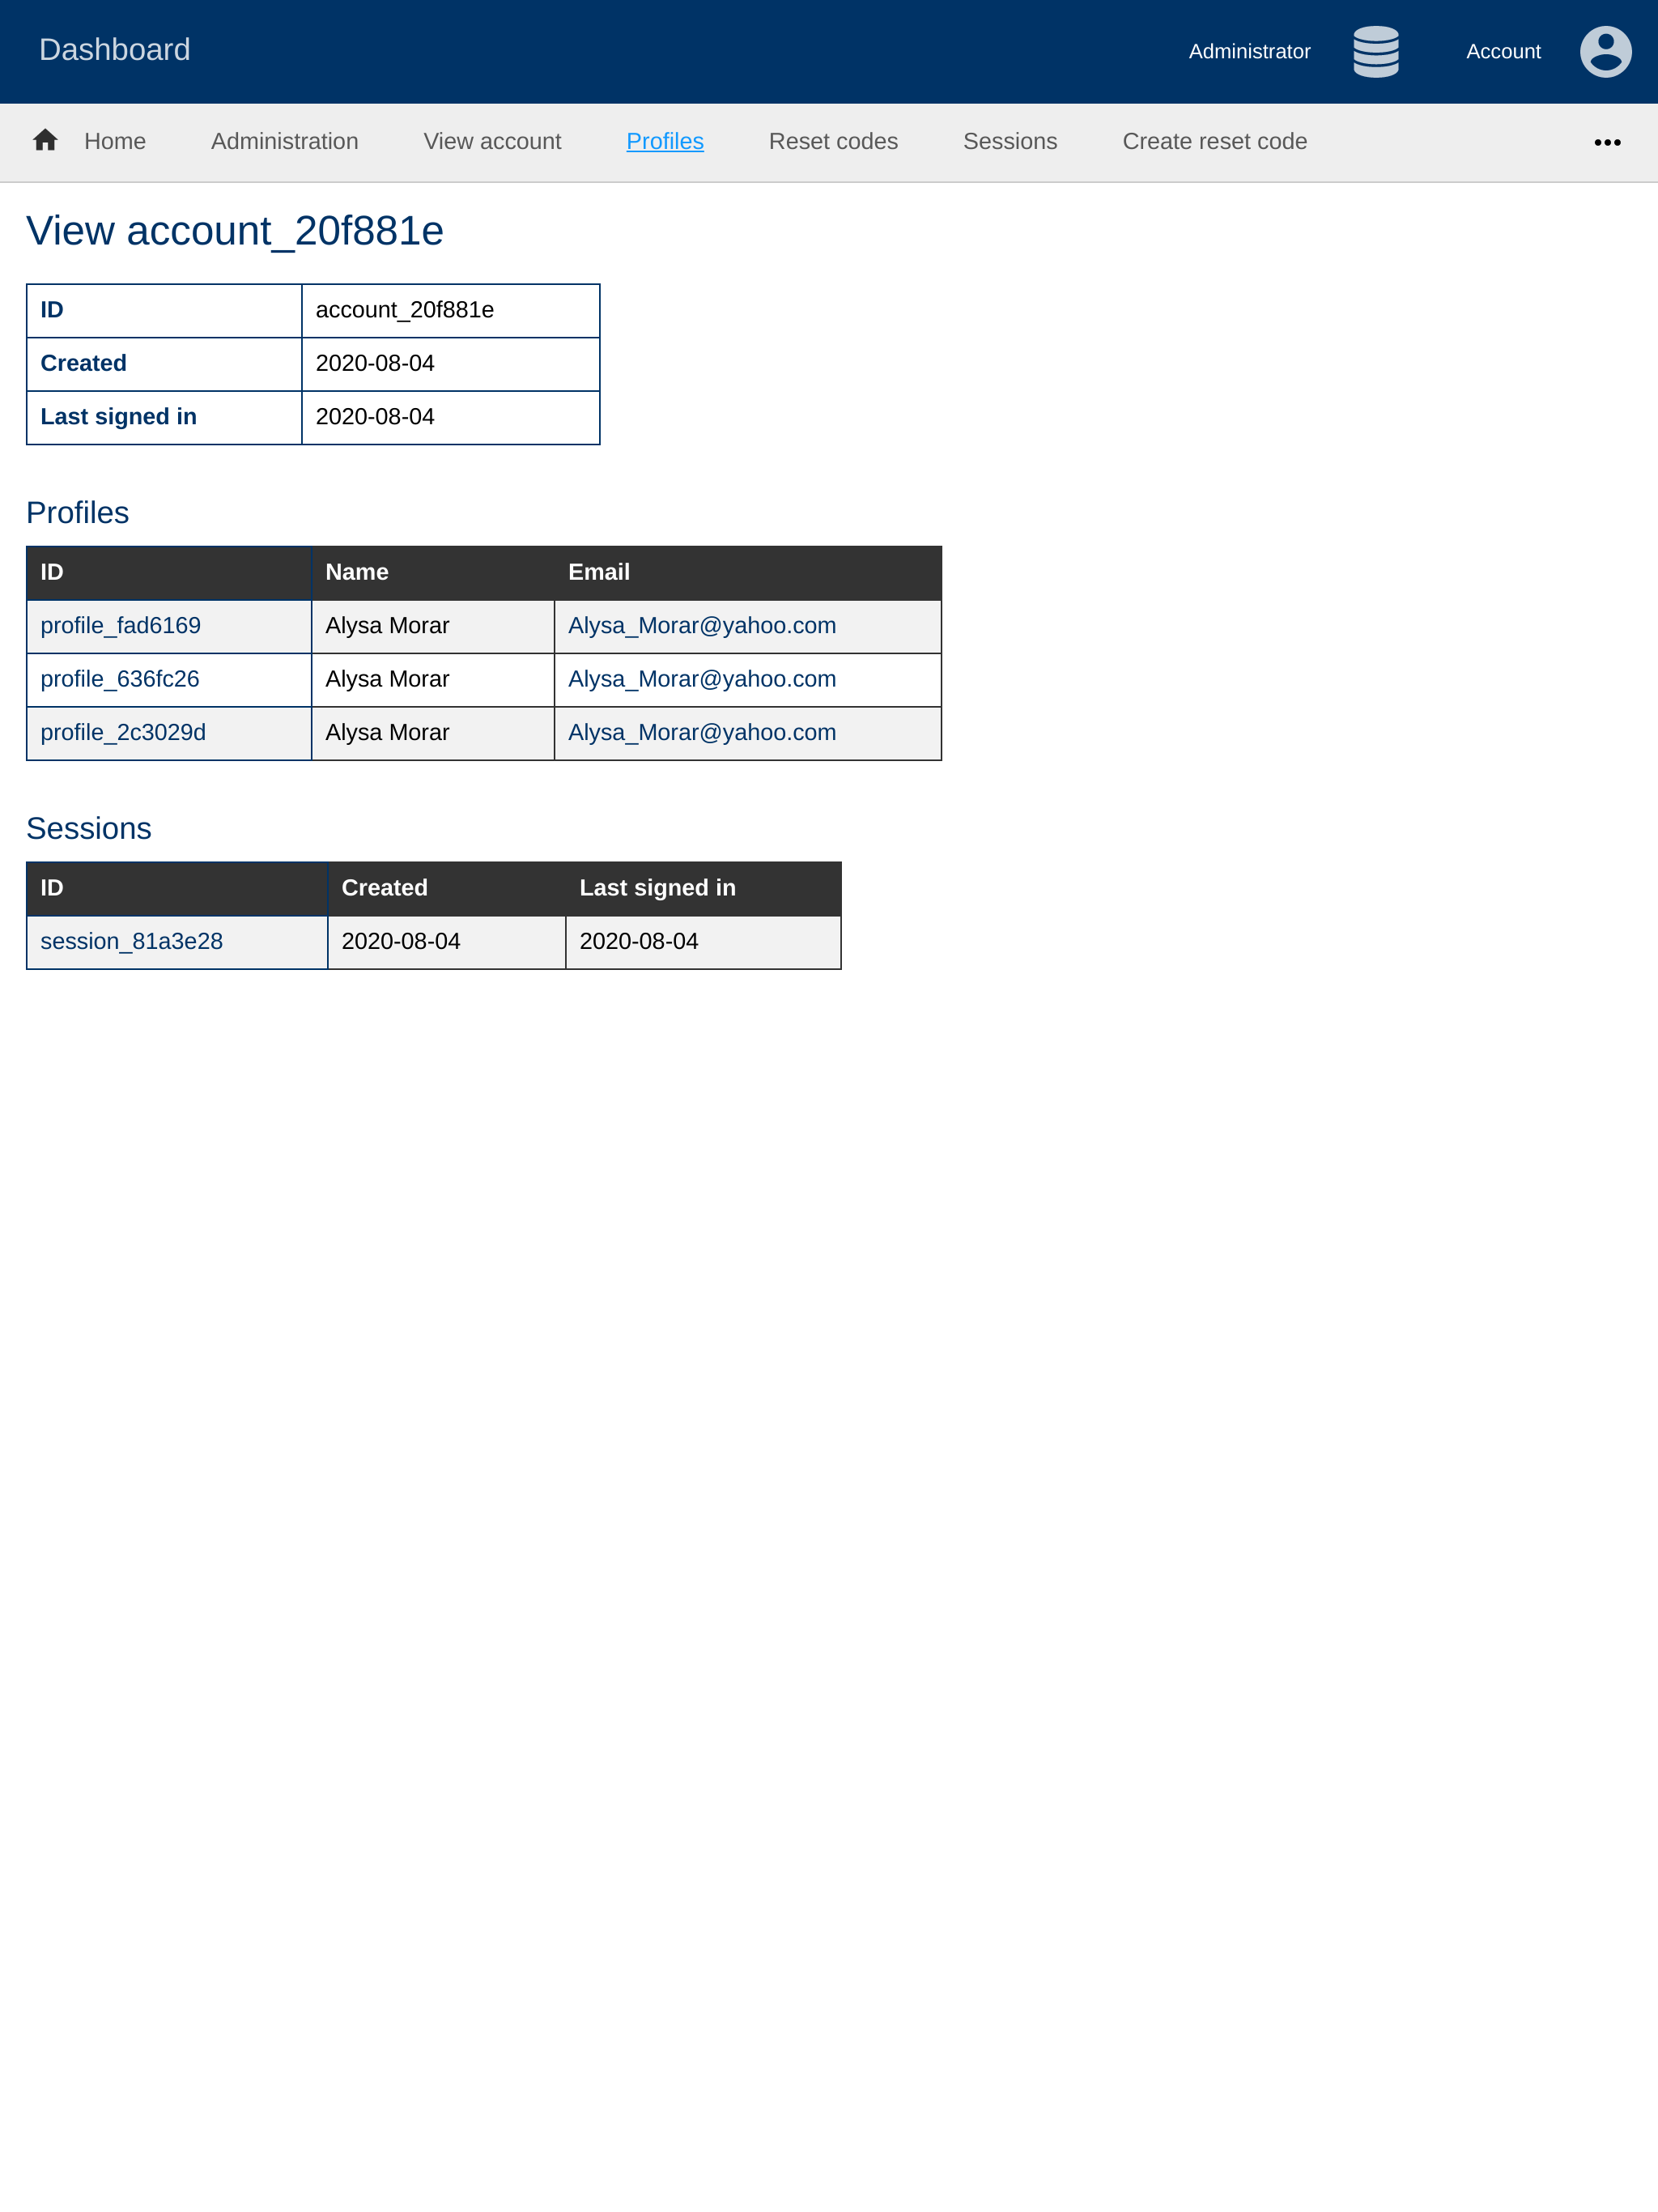 Dashboard Administrator Account
Home Administration View account Profiles Reset codes Sessions Create reset code
View account_20f881e
ID account_20f881e
Created 2020-08-04
Last signed in 2020-08-04
Profiles
ID Name Email
profile_fad6169 Alysa Morar Alysa_Morar@yahoo.com
profile_636fc26 Alysa Morar Alysa_Morar@yahoo.com
profile_2c3029d Alysa Morar Alysa_Morar@yahoo.com
Sessions
ID Created Last signed in
session_81a3e28 2020-08-04 2020-08-04